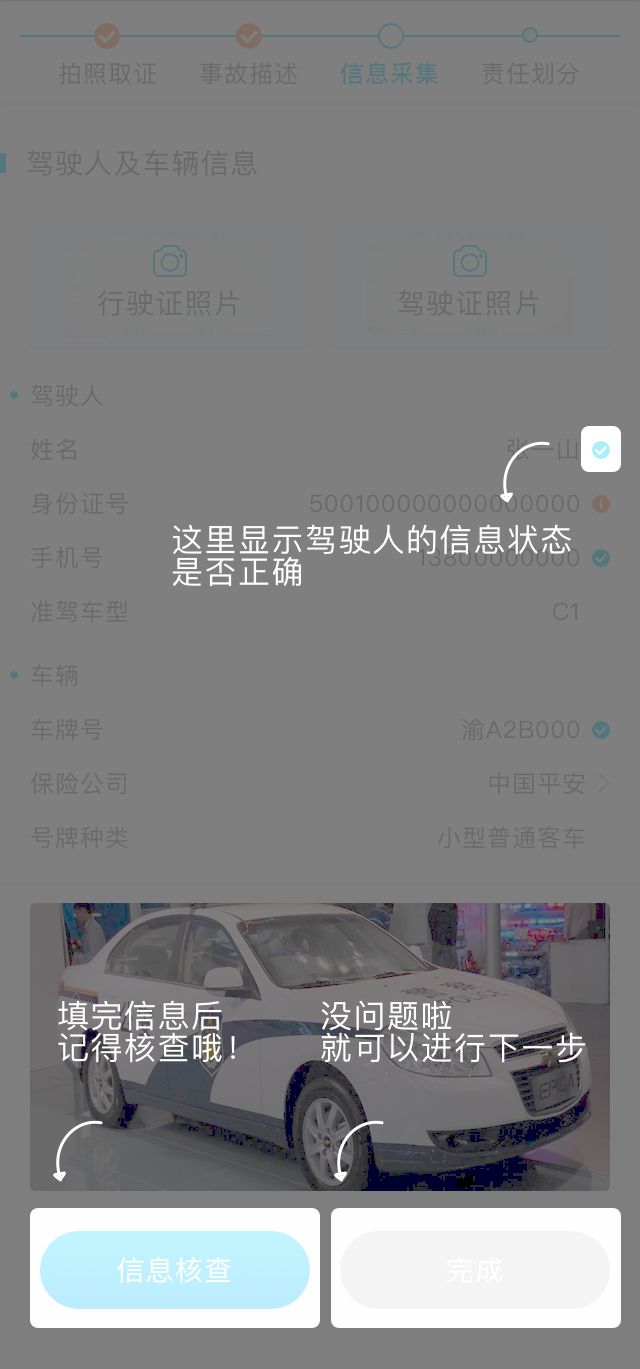 拍照取证 事故描述 信息采集 责任划分
驾驶人及车辆信息
行驶证照片 驾驶证照片
驾驶人
姓名 张一山
身份证号 500100000000000000
这里显示驾驶人的信息状态
是否正确
手机号 13800000000
准驾车型 C1
车辆
车牌号 渝A2B000
保险公司 中国平安
号牌种类 小型普通客车
填完信息后
记得核查哦！
没问题啦
就可以进行下一步
EPICA
信息核查 完成